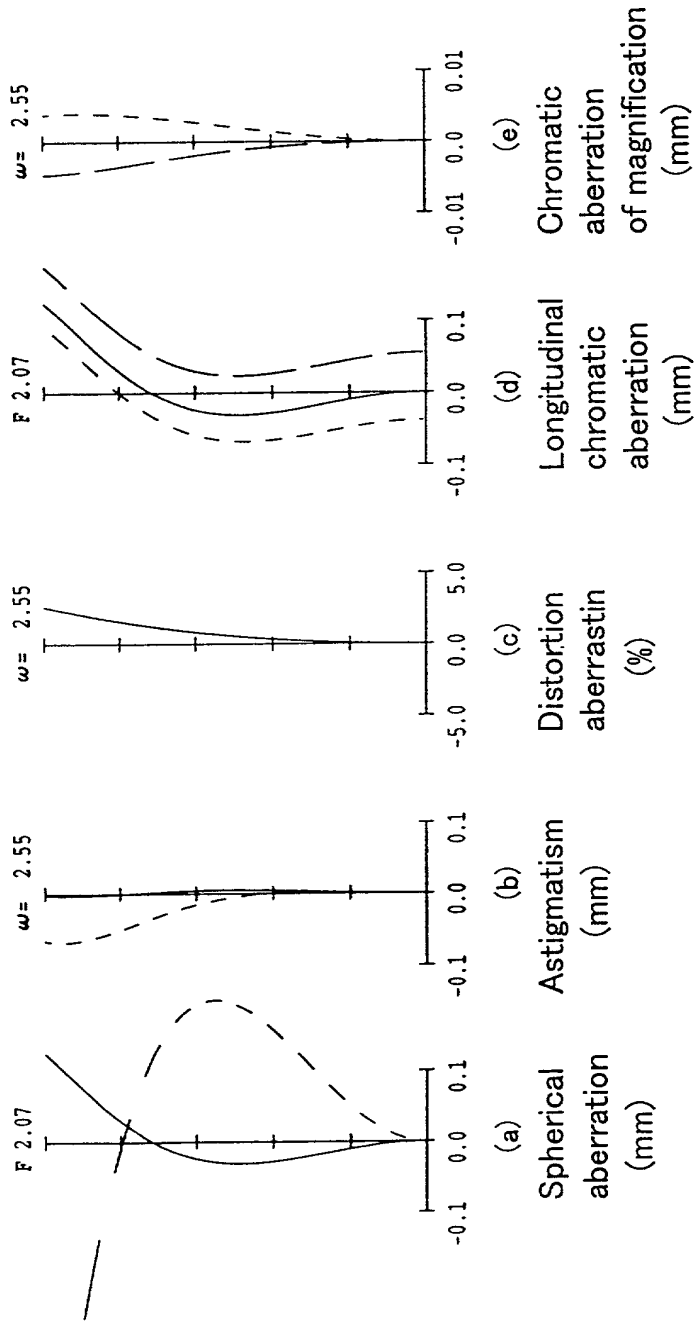 F 2.07
-0.1 0.0 0.1
(a)
Spherical
aberration
(mm)
ω= 2.55
-0.1 0.0 0.1
(b)
Astigmatism
(mm)
ω= 2.55
-5.0 0.0 5.0
(c)
Distortion
aberrastin
(%)
F 2.07
-0.1 0.0 0.1
(d)
Longitudinal
chromatic
aberration
(mm)
ω= 2.55
-0.01 0.0 0.01
(e)
Chromatic
aberration
of magnification
(mm)